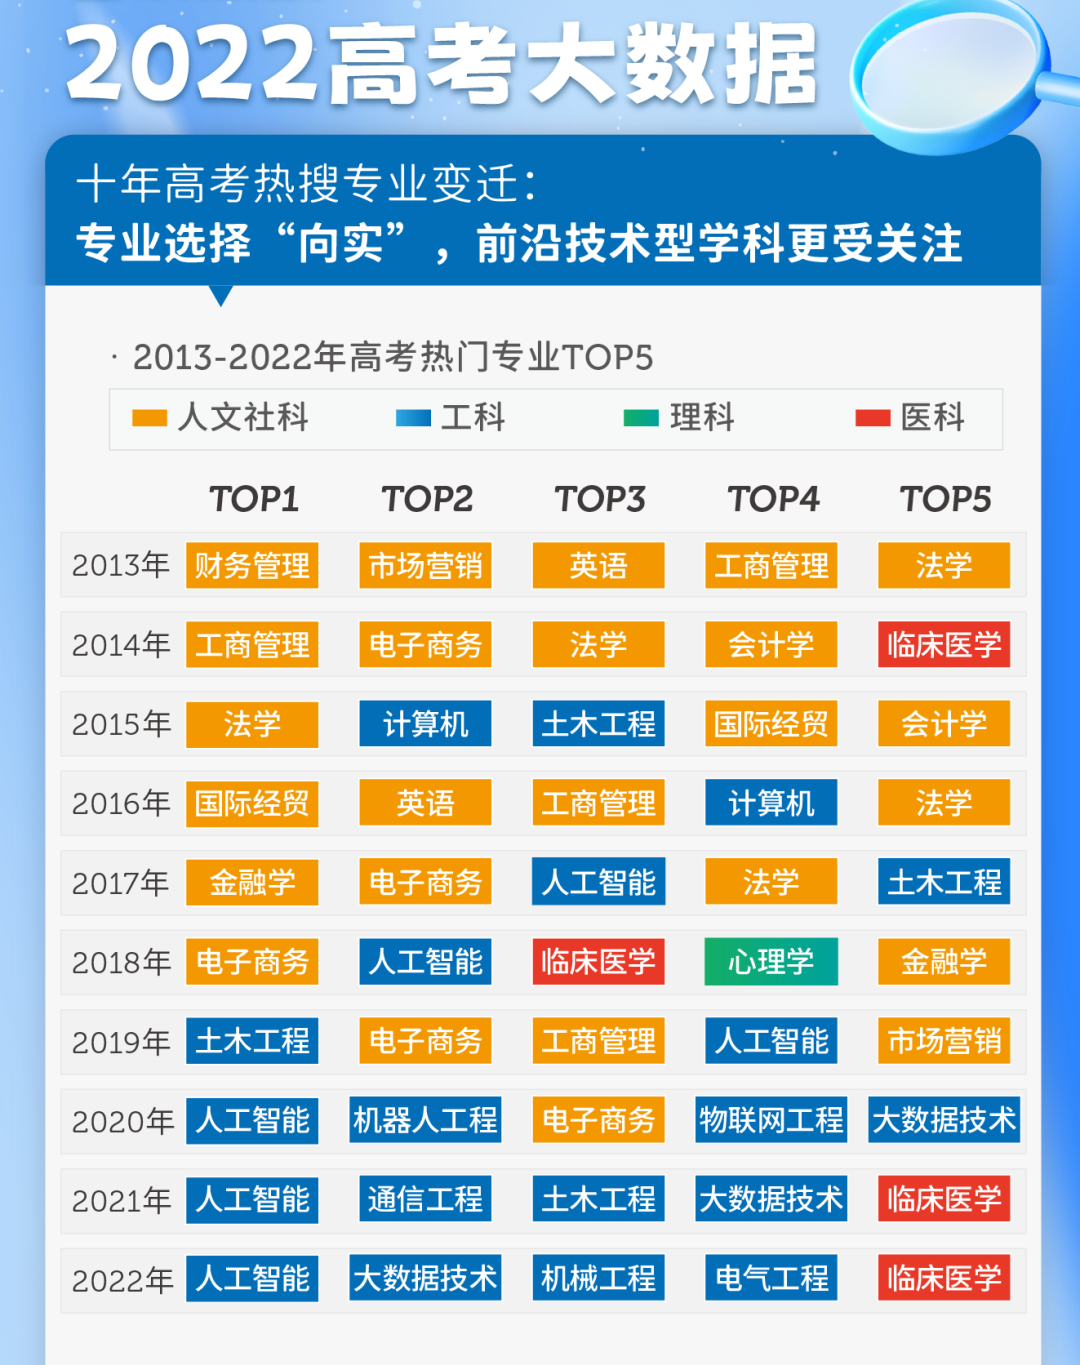 2022高考大数据
十年高考热搜专业变迁：
专业选择“向实”，前沿技术型学科更受关注
· 2013-2022年高考热门专业TOP5
人文社科 工科 理科 医科
TOP1 TOP2 TOP3 TOP4 TOP5
2013年 财务管理 市场营销 英语 工商管理 法学
2014年 工商管理 电子商务 法学 会计学 临床医学
2015年 法学 计算机 土木工程 国际经贸 会计学
2016年 国际经贸 英语 工商管理 计算机 法学
2017年 金融学 电子商务 人工智能 法学 土木工程
2018年 电子商务 人工智能 临床医学 心理学 金融学
2019年 土木工程 电子商务 工商管理 人工智能 市场营销
2020年 人工智能 机器人工程 电子商务 物联网工程 大数据技术
2021年 人工智能 通信工程 土木工程 大数据技术 临床医学
2022年 人工智能 大数据技术 机械工程 电气工程 临床医学